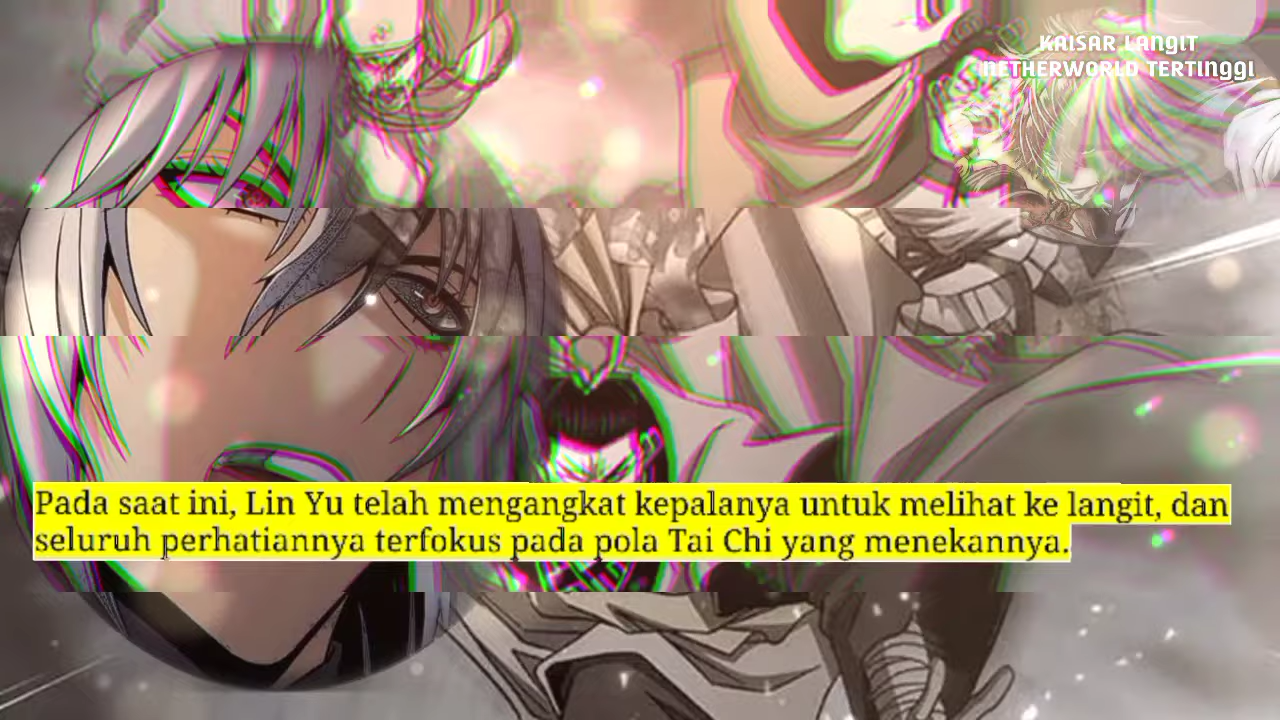 KAISAR LANGIT
NETHERWORLD TERTINGGI
Pada saat ini, Lin Yu telah mengangkat kepalanya untuk melihat ke langit, dan
seluruh perhatiannya terfokus pada pola Tai Chi yang menekannya.